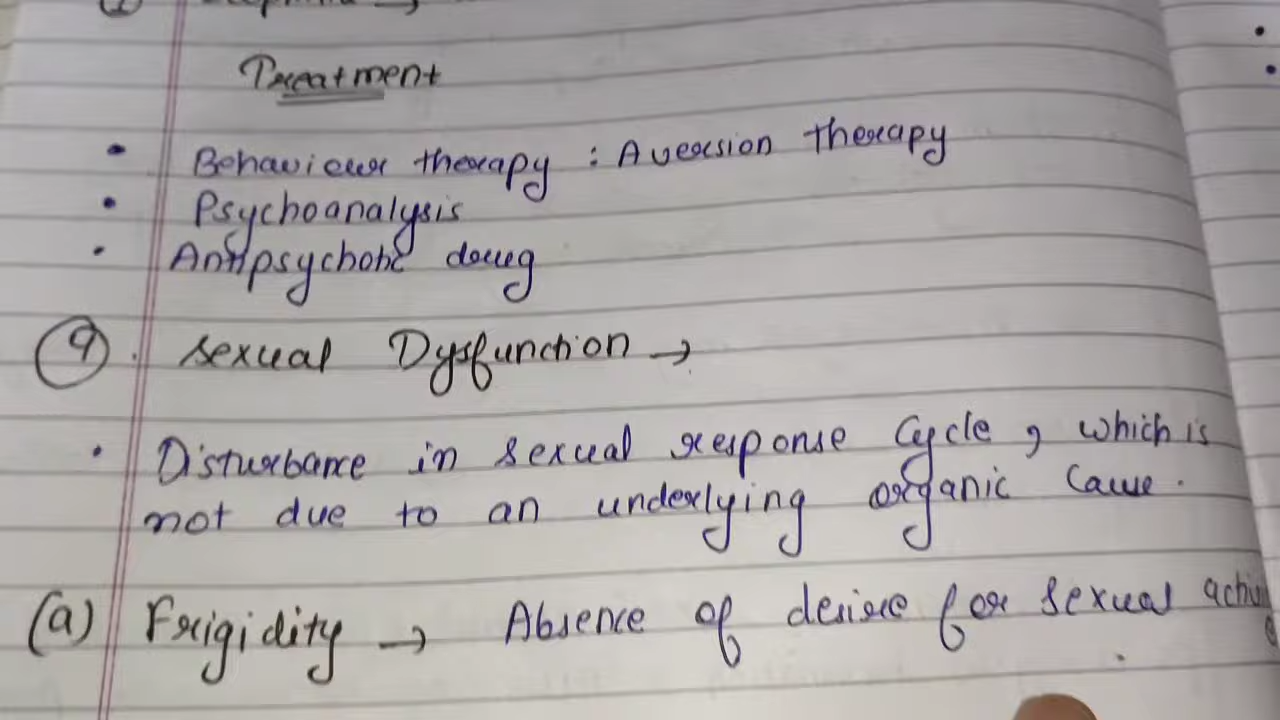 Treatment
• Behaviour therapy : Aversion therapy
• Psychoanalysis
• Antipsychotic drug
9. Sexual Dysfunction →
• Disturbance in sexual response cycle, which is
not due to an underlying organic cause.
(a) Frigidity → Absence of desire for sexual